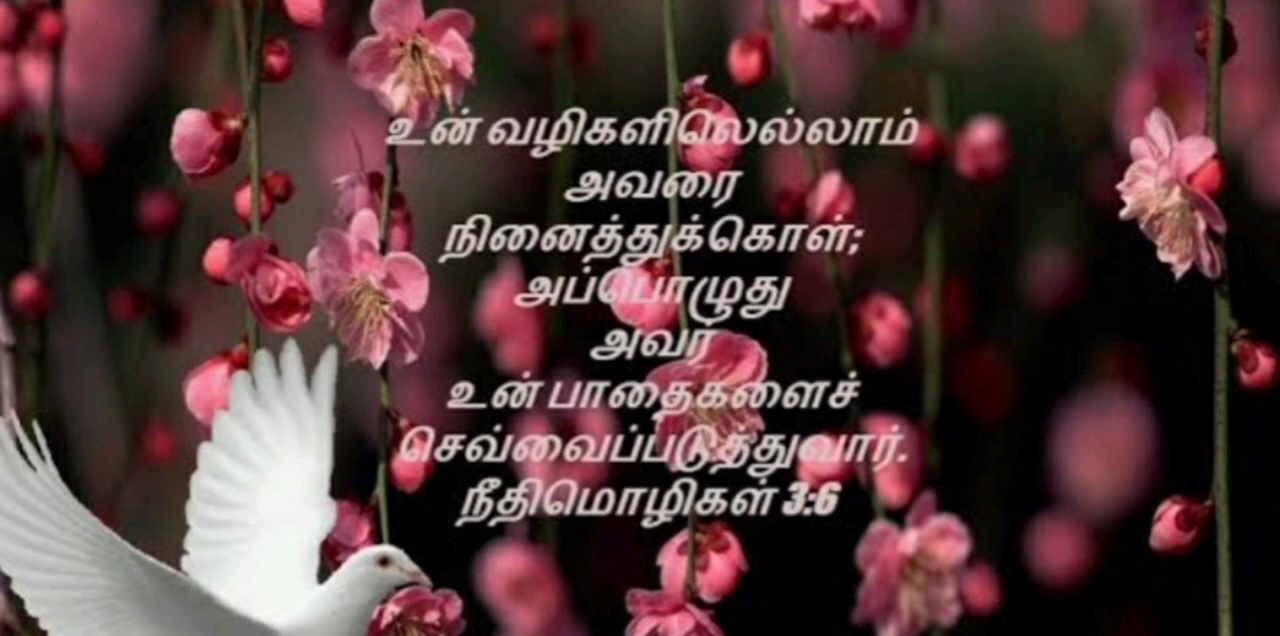 உன் வழிகளிலெல்லாம்
அவரை
நினைத்துக்கொள்;
அப்பொழுது
அவர்
உன் பாதைகளைச்
செவ்வைப்படுத்துவார்.
நீதிமொழிகள் 3:6